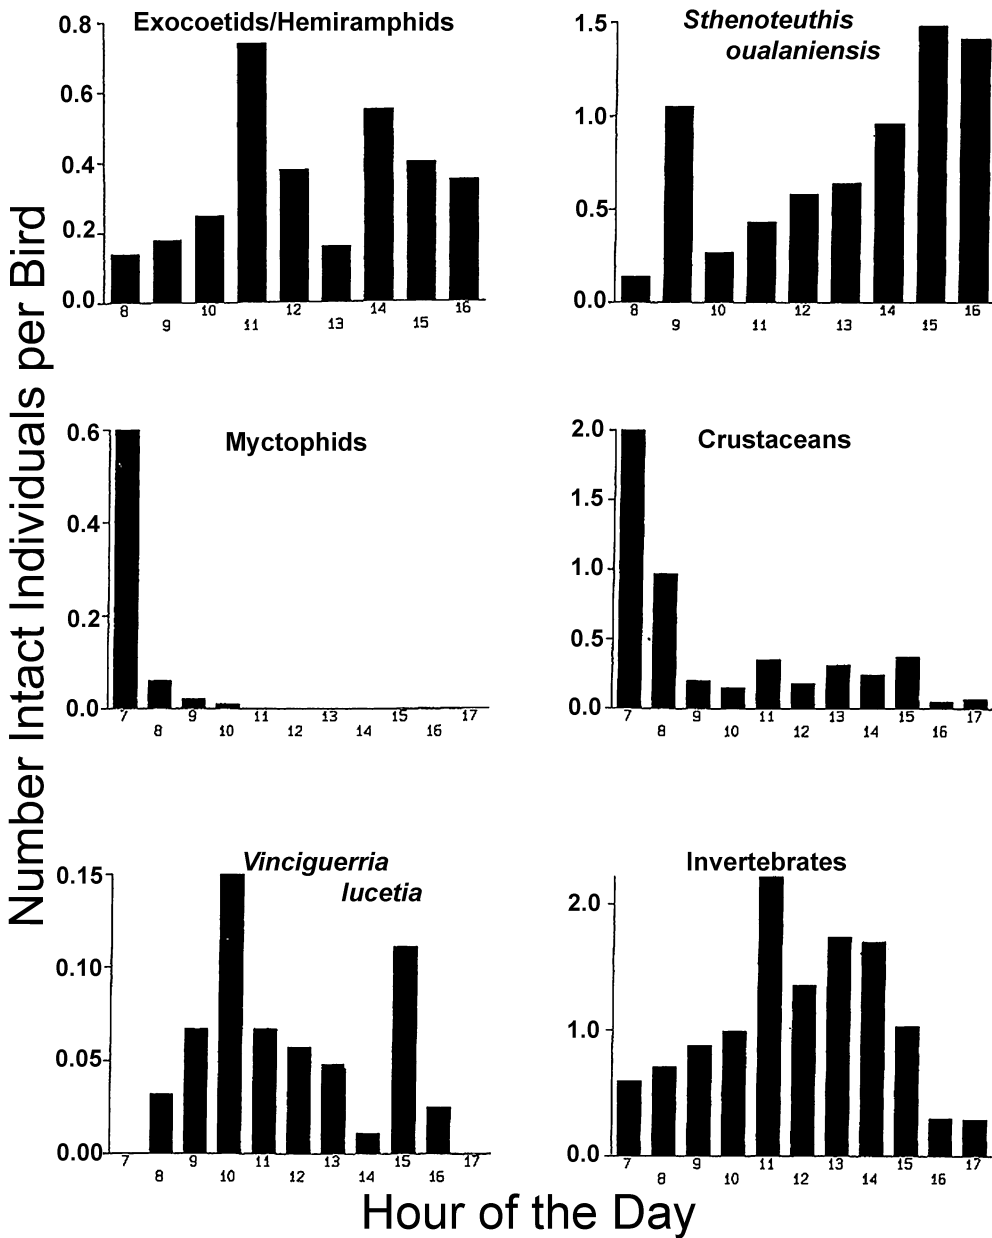 Number Intact Individuals per Bird
Exocoetids/Hemiramphids
0.8
0.6
0.4
0.2
0.0
8 9 10 11 12 13 14 15 16
Sthenoteuthis
oualaniensis
1.5
1.0
0.5
0.0
8 9 10 11 12 13 14 15 16
Myctophids
0.6
0.4
0.2
0.0
7 8 9 10 11 12 13 14 15 16 17
Crustaceans
2.0
1.5
1.0
0.5
0.0
7 8 9 10 11 12 13 14 15 16 17
Vinciguerria
lucetia
0.15
0.10
0.05
0.00
7 8 9 10 11 12 13 14 15 16 17
Invertebrates
2.0
1.0
0.0
7 8 9 10 11 12 13 14 15 16 17
Hour of the Day